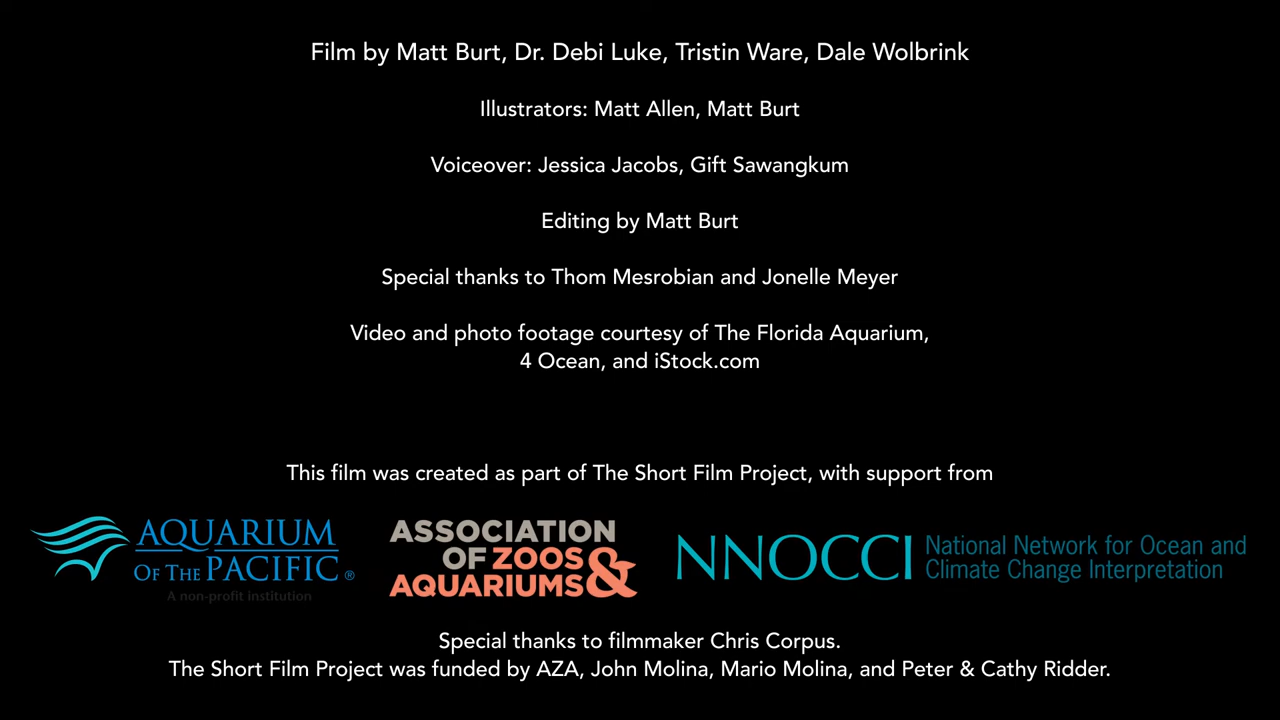 Film by Matt Burt, Dr. Debi Luke, Tristin Ware, Dale Wolbrink
Illustrators: Matt Allen, Matt Burt
Voiceover: Jessica Jacobs, Gift Sawangkum
Editing by Matt Burt
Special thanks to Thom Mesrobian and Jonelle Meyer
Video and photo footage courtesy of The Florida Aquarium,
4 Ocean, and iStock.com
This film was created as part of The Short Film Project, with support from
AQUARIUM
OF THE PACIFIC®
A non-profit institution
ASSOCIATION
OF ZOOS &
AQUARIUMS
NNOCCI
National Network for Ocean and
Climate Change Interpretation
Special thanks to filmmaker Chris Corpus.
The Short Film Project was funded by AZA, John Molina, Mario Molina, and Peter & Cathy Ridder.